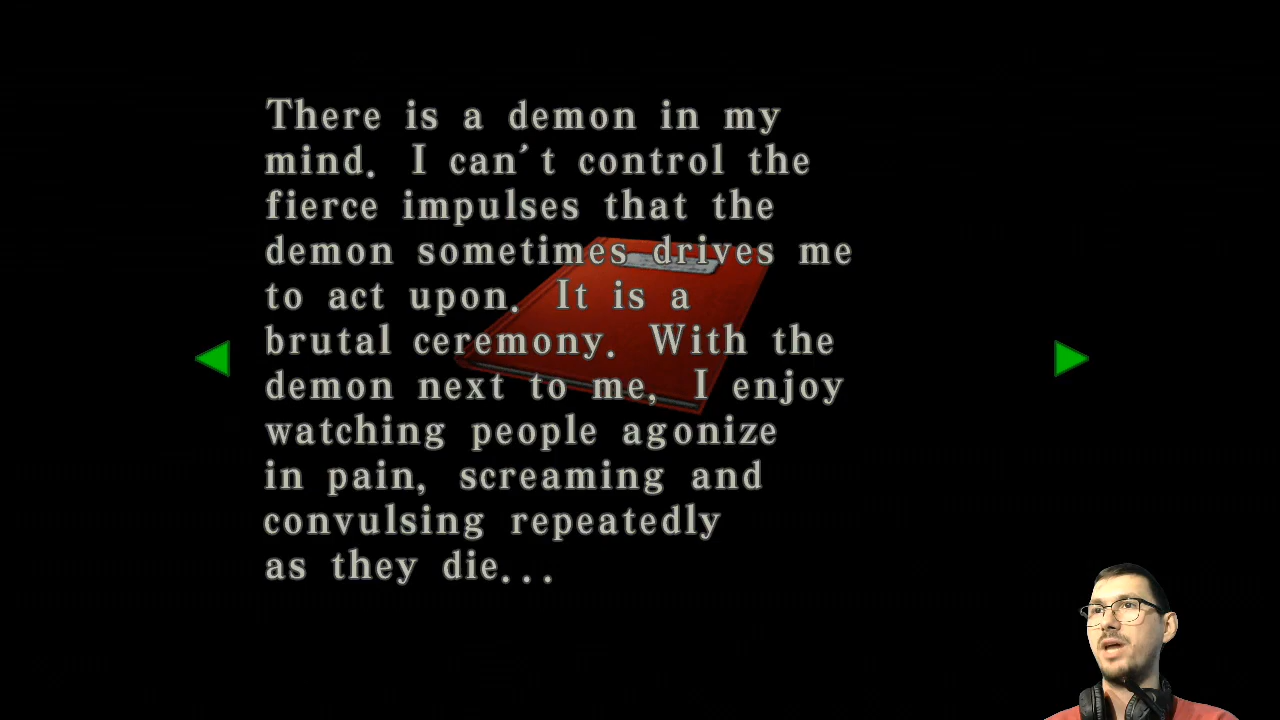 There is a demon in my
mind. I can't control the
fierce impulses that the
demon sometimes drives me
to act upon. It is a
brutal ceremony. With the
demon next to me, I enjoy
watching people agonize
in pain, screaming and
convulsing repeatedly
as they die...